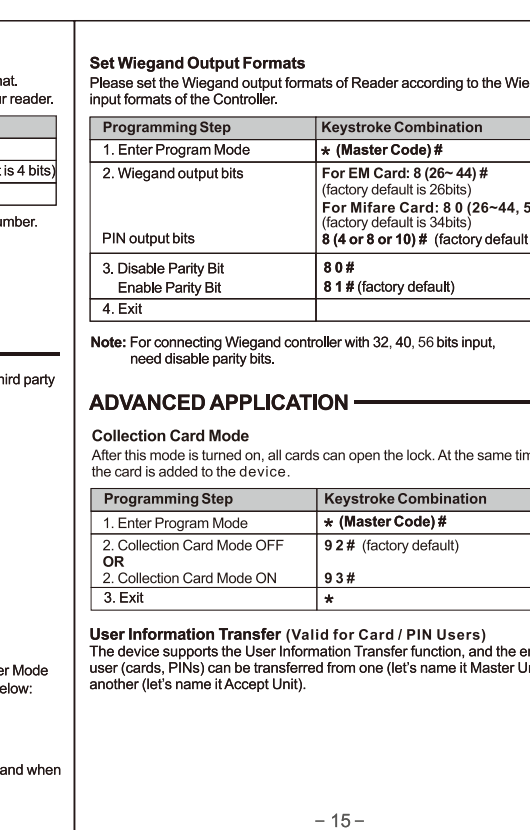 nat.
ur reader.
t is 4 bits)
umber.
hird party
er Mode
elow:
and when
Set Wiegand Output Formats
Please set the Wiegand output formats of Reader according to the Wie
input formats of the Controller.
Programming Step Keystroke Combination
1. Enter Program Mode * (Master Code) #
2. Wiegand output bits For EM Card: 8 (26~ 44) #
(factory default is 26bits)
For Mifare Card: 8 0 (26~44, 5
(factory default is 34bits)
PIN output bits 8 (4 or 8 or 10) # (factory default
3. Disable Parity Bit 8 0 #
Enable Parity Bit 8 1 # (factory default)
4. Exit
Note: For connecting Wiegand controller with 32, 40, 56 bits input,
need disable parity bits.
ADVANCED APPLICATION
Collection Card Mode
After this mode is turned on, all cards can open the lock. At the same tim
the card is added to the device.
Programming Step Keystroke Combination
1. Enter Program Mode * (Master Code) #
2. Collection Card Mode OFF 9 2 # (factory default)
OR
2. Collection Card Mode ON 9 3 #
3. Exit *
User Information Transfer (Valid for Card / PIN Users)
The device supports the User Information Transfer function, and the en
user (cards, PINs) can be transferred from one (let's name it Master Un
another (let's name it Accept Unit).
– 15 –